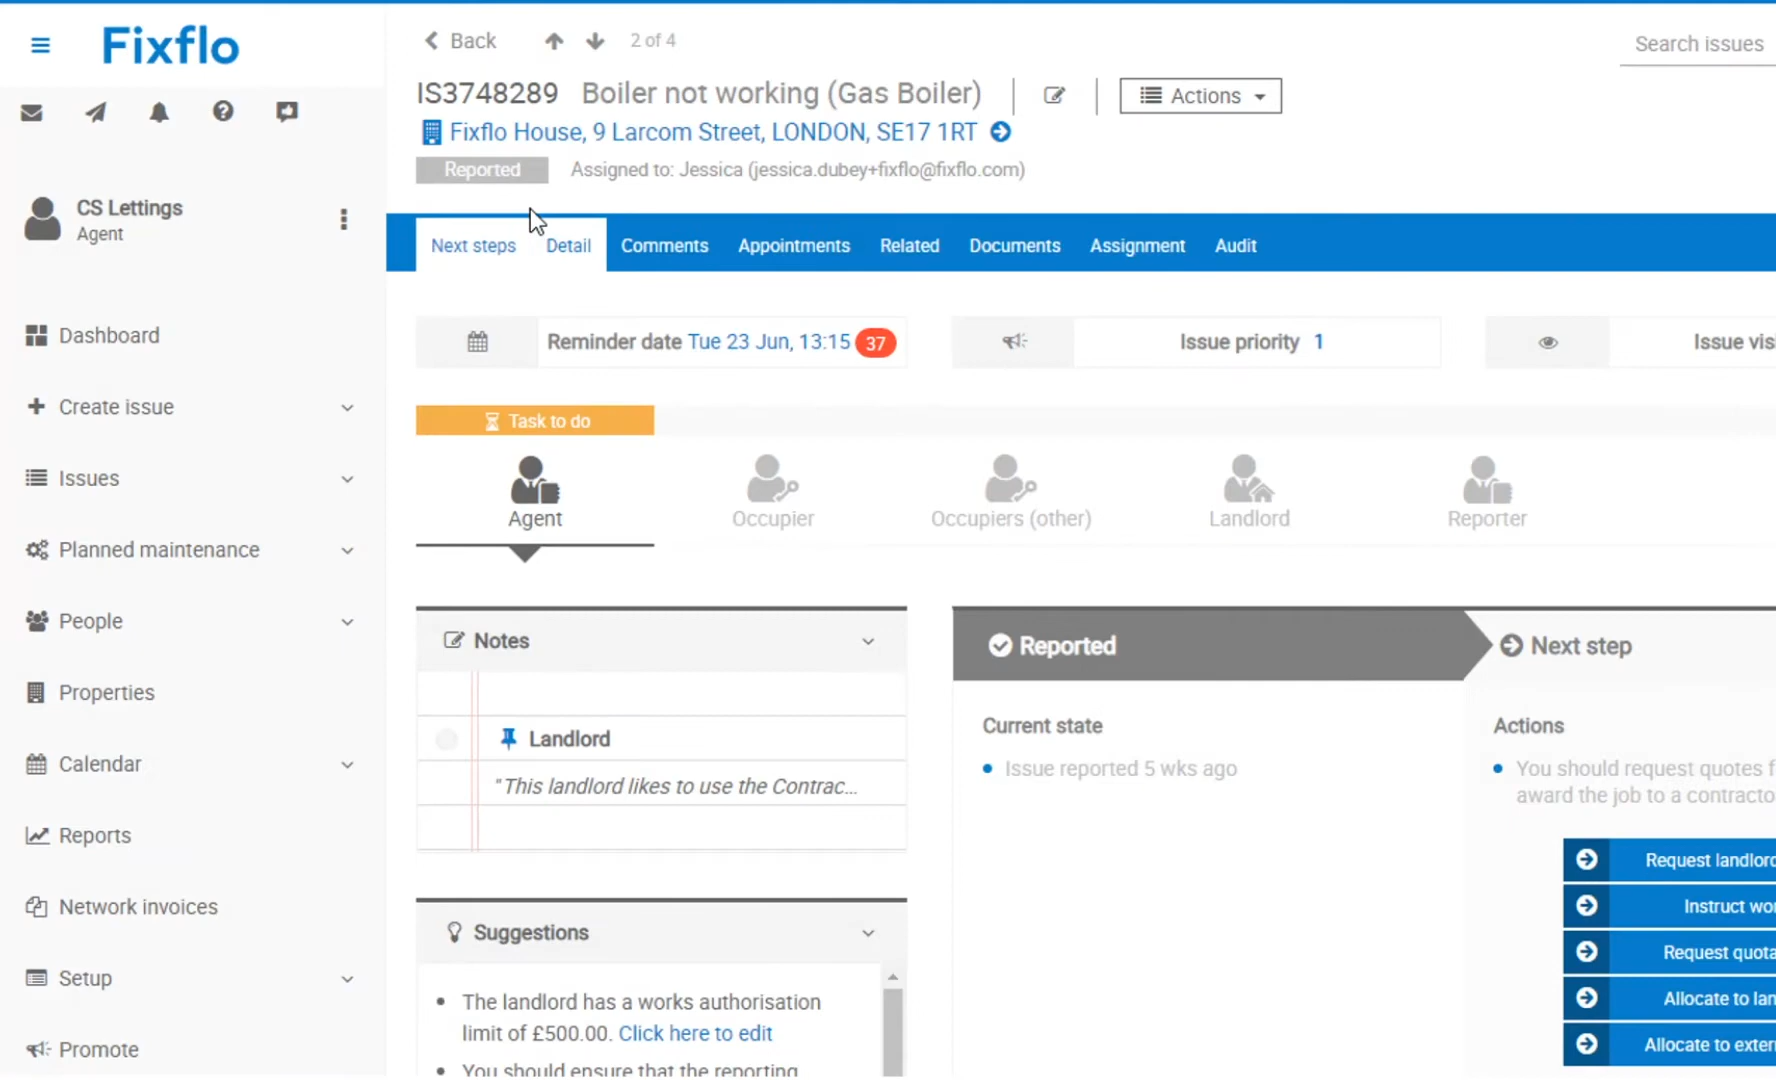 Fixflo
Back
2 of 4
Search issues
IS3748289 Boiler not working (Gas Boiler)
Actions
Fixflo House, 9 Larcom Street, LONDON, SE17 1RT
Reported
Assigned to: Jessica (jessica.dubey+fixflo@fixflo.com)
CS Lettings
Agent
Next steps
Detail
Comments
Appointments
Related
Documents
Assignment
Audit
Dashboard
Create issue
Issues
Planned maintenance
People
Properties
Calendar
Reports
Network invoices
Setup
Promote
Reminder date Tue 23 Jun, 13:15 37
Issue priority 1
Issue visi
Task to do
Agent
Occupier
Occupiers (other)
Landlord
Reporter
Notes
Landlord
"This landlord likes to use the Contrac...
Suggestions
The landlord has a works authorisation
limit of £500.00. Click here to edit
You should ensure that the reporting
Reported
Current state
Issue reported 5 wks ago
Next step
Actions
You should request quotes f
award the job to a contracto
Request landlord
Instruct wor
Request quota
Allocate to lan
Allocate to exter